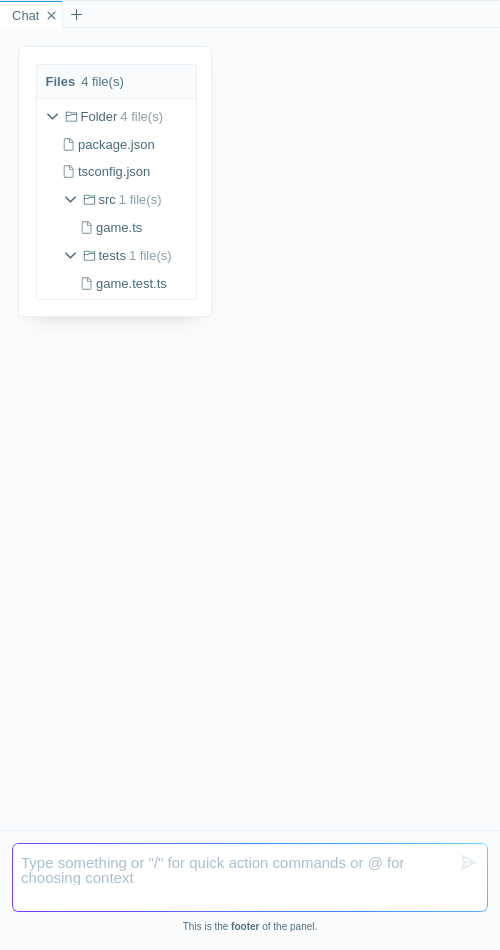 Chat
Files 4 file(s)
Folder 4 file(s)
package.json
tsconfig.json
src 1 file(s)
game.ts
tests 1 file(s)
game.test.ts
Type something or "/" for quick action commands or @ for
choosing context
This is the footer of the panel.